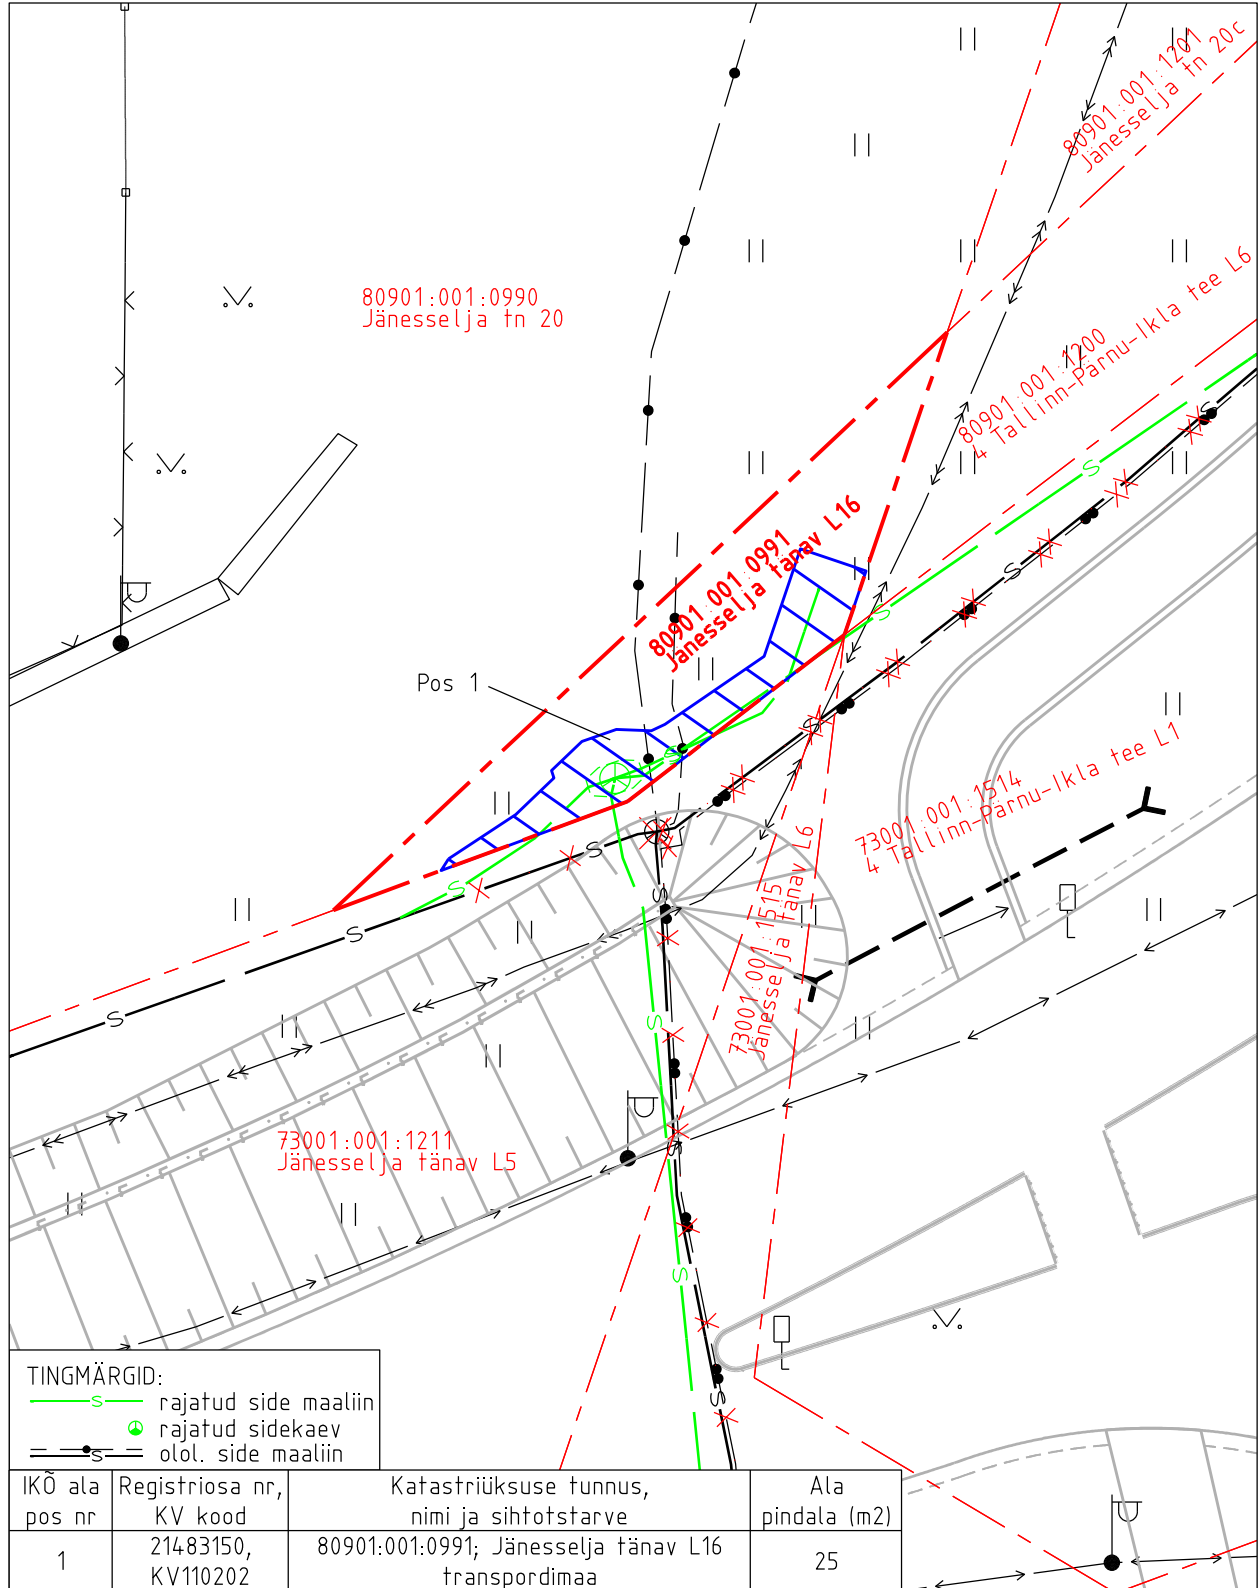 80901:001:1201
Jänesselja tn 20c
80901:001:0990
Jänesselja tn 20
80901:001:1200
4 Tallinn-Pärnu-Ikla tee L6
80901:001:0991
Jänesselja tänav L16
Pos 1
73001:001:1514
4 Tallinn-Pärnu-Ikla tee L1
73001:001:1515
Jänesselja tänav L6
73001:001:1211
Jänesselja tänav L5
TINGMÄRGID:
S rajatud side maaliin
rajatud sidekaev
S olol. side maaliin
IKÕ ala pos nr
Registriosa nr, KV kood
Katastriüksuse tunnus, nimi ja sihtotstarve
Ala pindala (m2)
1
21483150, KV110202
80901:001:0991; Jänesselja tänav L16 transpordimaa
25